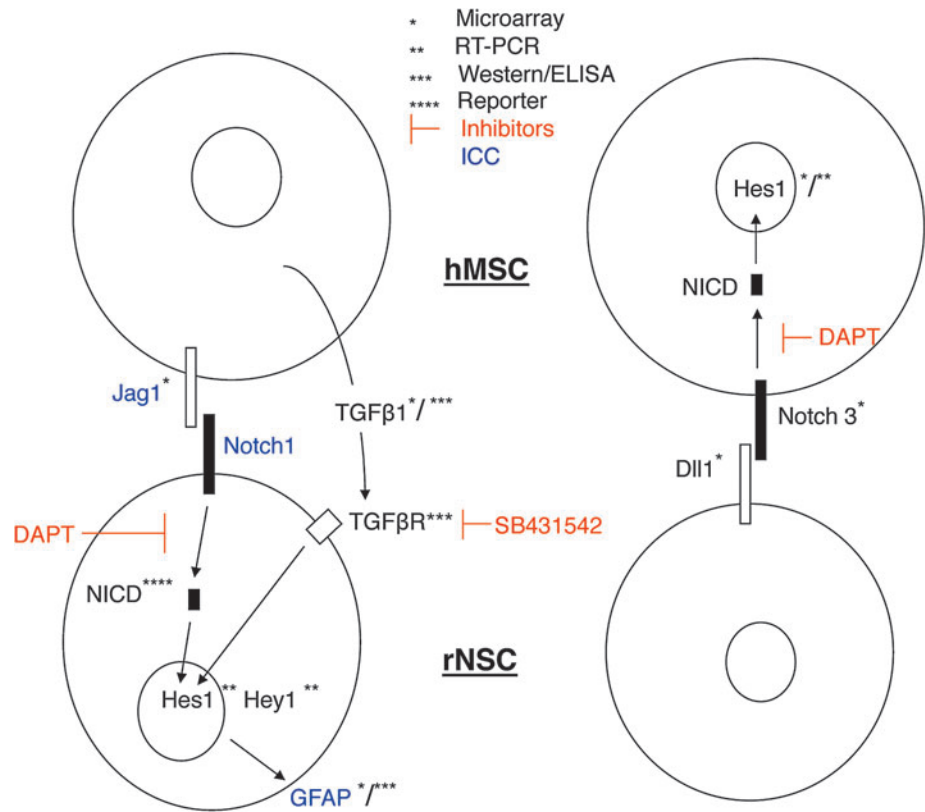 * Microarray
** RT-PCR
*** Western/ELISA
**** Reporter
Inhibitors
ICC
Hes1 */**
hMSC
NICD
DAPT
Jag1*
TGFβ1*/ ***
Notch 3*
Notch1
Dll1*
DAPT
TGFβR***
SB431542
NICD****
rNSC
Hes1 ** Hey1 **
GFAP */***